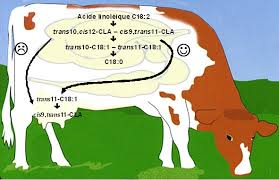 Acide linoléique C18:2
trans10,cis12-CLA – cis9,trans11-CLA
trans10-C18:1 – trans11-C18:1
C18:0
trans11-C18:1
cis9,trans11-CLA